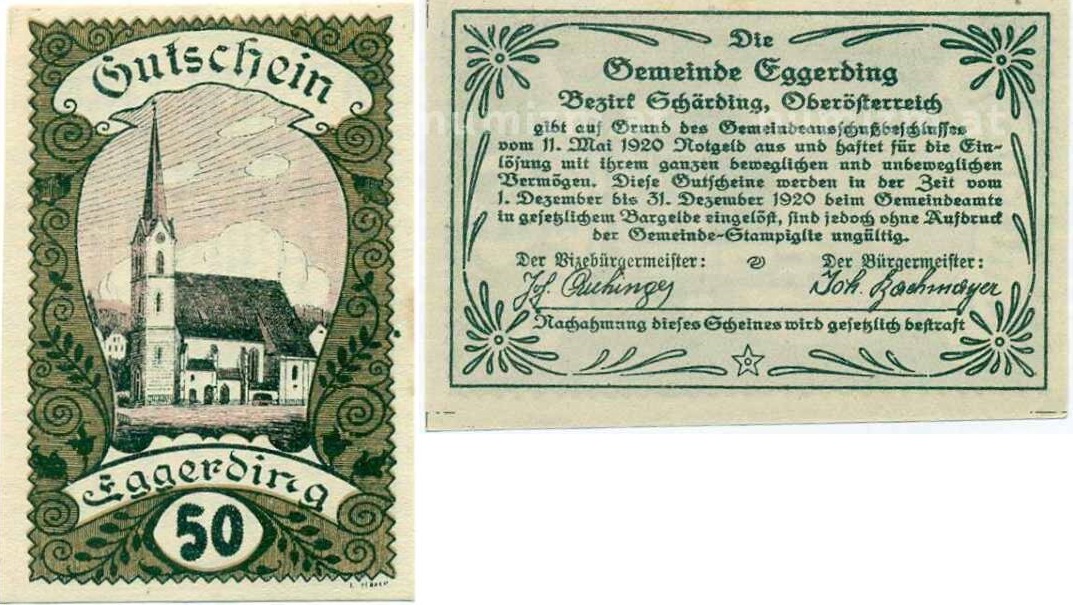 Gutschein
Eggerding
50
Die
Gemeinde Eggerding
Bezirk Schärding, Oberösterreich
gibt auf Grund des Gemeindeausschußbeschlusses
vom 11. Mai 1920 Notgeld aus und haftet für die Ein-
lösung mit ihrem ganzen beweglichen und unbeweglichen
Vermögen. Diese Gutscheine werden in der Zeit vom
1. Dezember bis 31. Dezember 1920 beim Gemeindeamte
in gesetzlichem Bargelde eingelöst, sind jedoch ohne Aufdruck
der Gemeinde-Stampiglie ungültig.
Der Vizebürgermeister: Der Bürgermeister:
Jos. Joh. Bachmayer
Nachahmung dieses Scheines wird gesetzlich bestraft